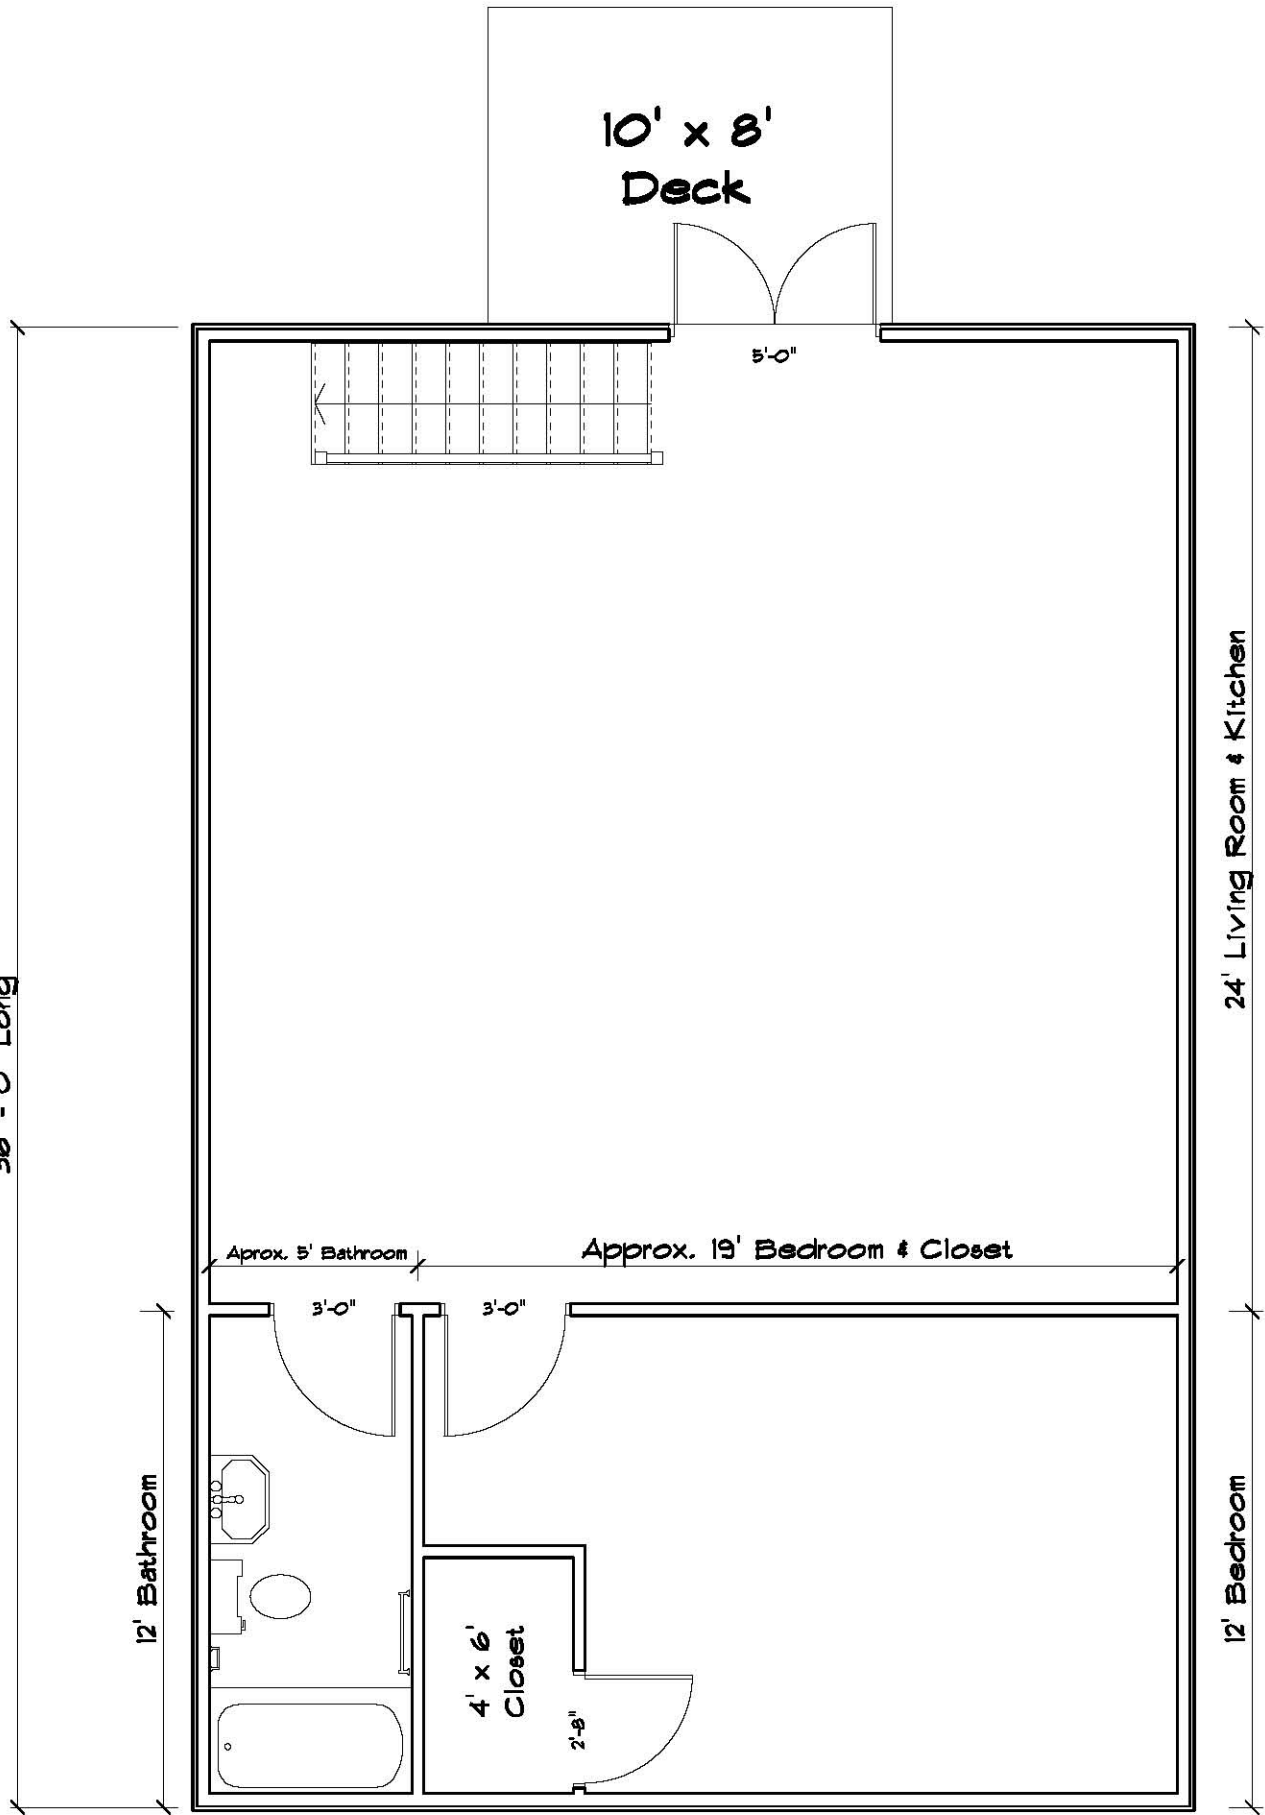 10' x 8'
Deck
5'-0"
24' Living Room & Kitchen
Long
Aprox. 5' Bathroom
Approx. 19' Bedroom & Closet
3'-0"
3'-0"
12' Bathroom
4' x 6'
Closet
2'-8"
12' Bedroom